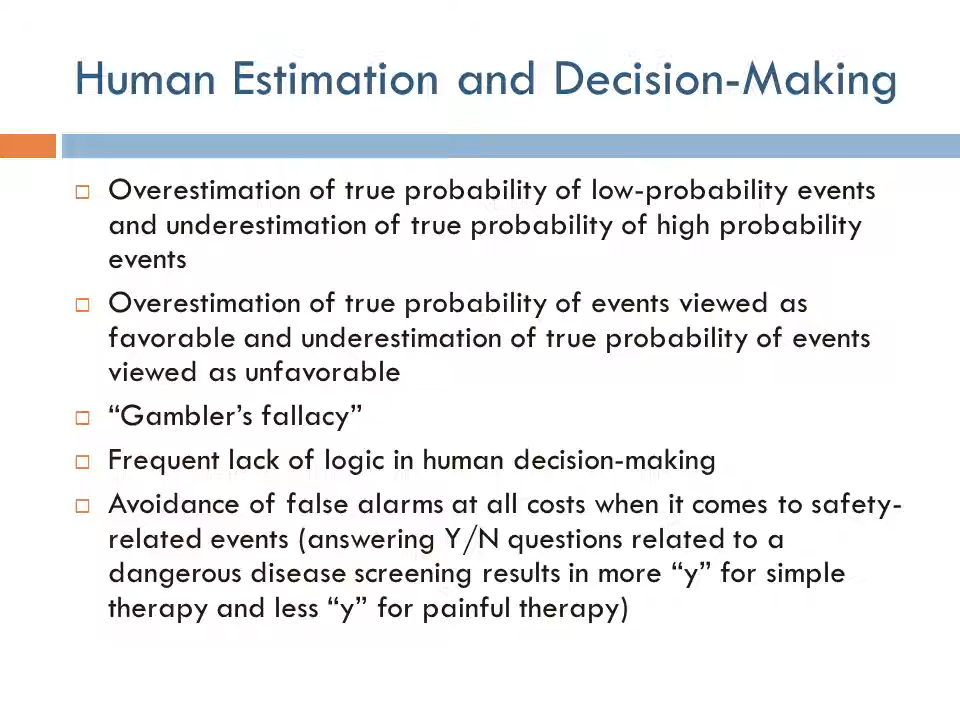 Human Estimation and Decision-Making
Overestimation of true probability of low-probability events
and underestimation of true probability of high probability
events
Overestimation of true probability of events viewed as
favorable and underestimation of true probability of events
viewed as unfavorable
“Gambler’s fallacy”
Frequent lack of logic in human decision-making
Avoidance of false alarms at all costs when it comes to safety-
related events (answering Y/N questions related to a
dangerous disease screening results in more “y” for simple
therapy and less “y” for painful therapy)